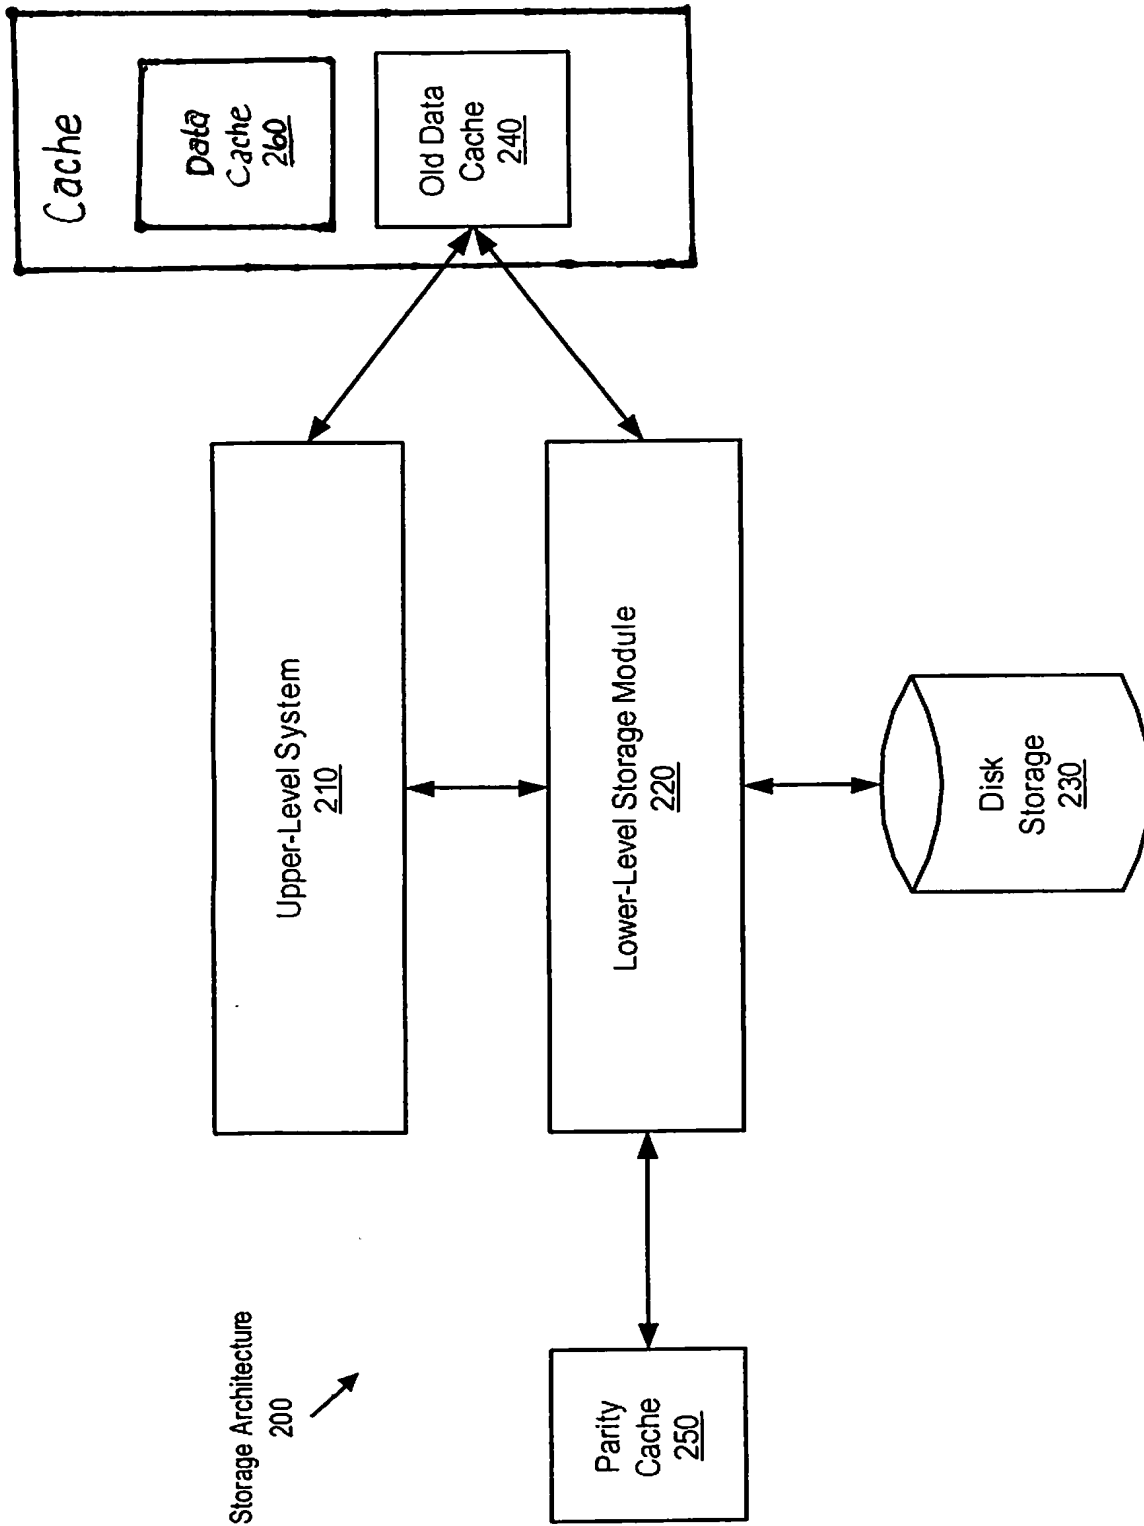 Storage Architecture
200
Cache
Data
Cache
260
Old Data
Cache
240
Upper-Level System
210
Lower-Level Storage Module
220
Parity
Cache
250
Disk
Storage
230